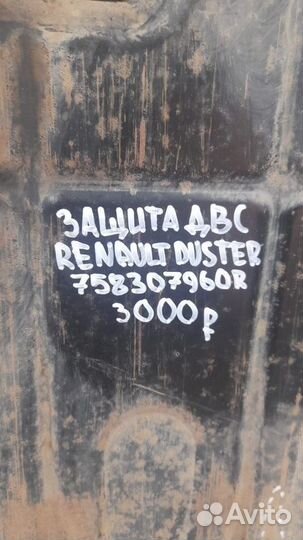 ЗАЩИТА ДВС
RENAULT DUSTER
758307960R
3000 ₽
Avito